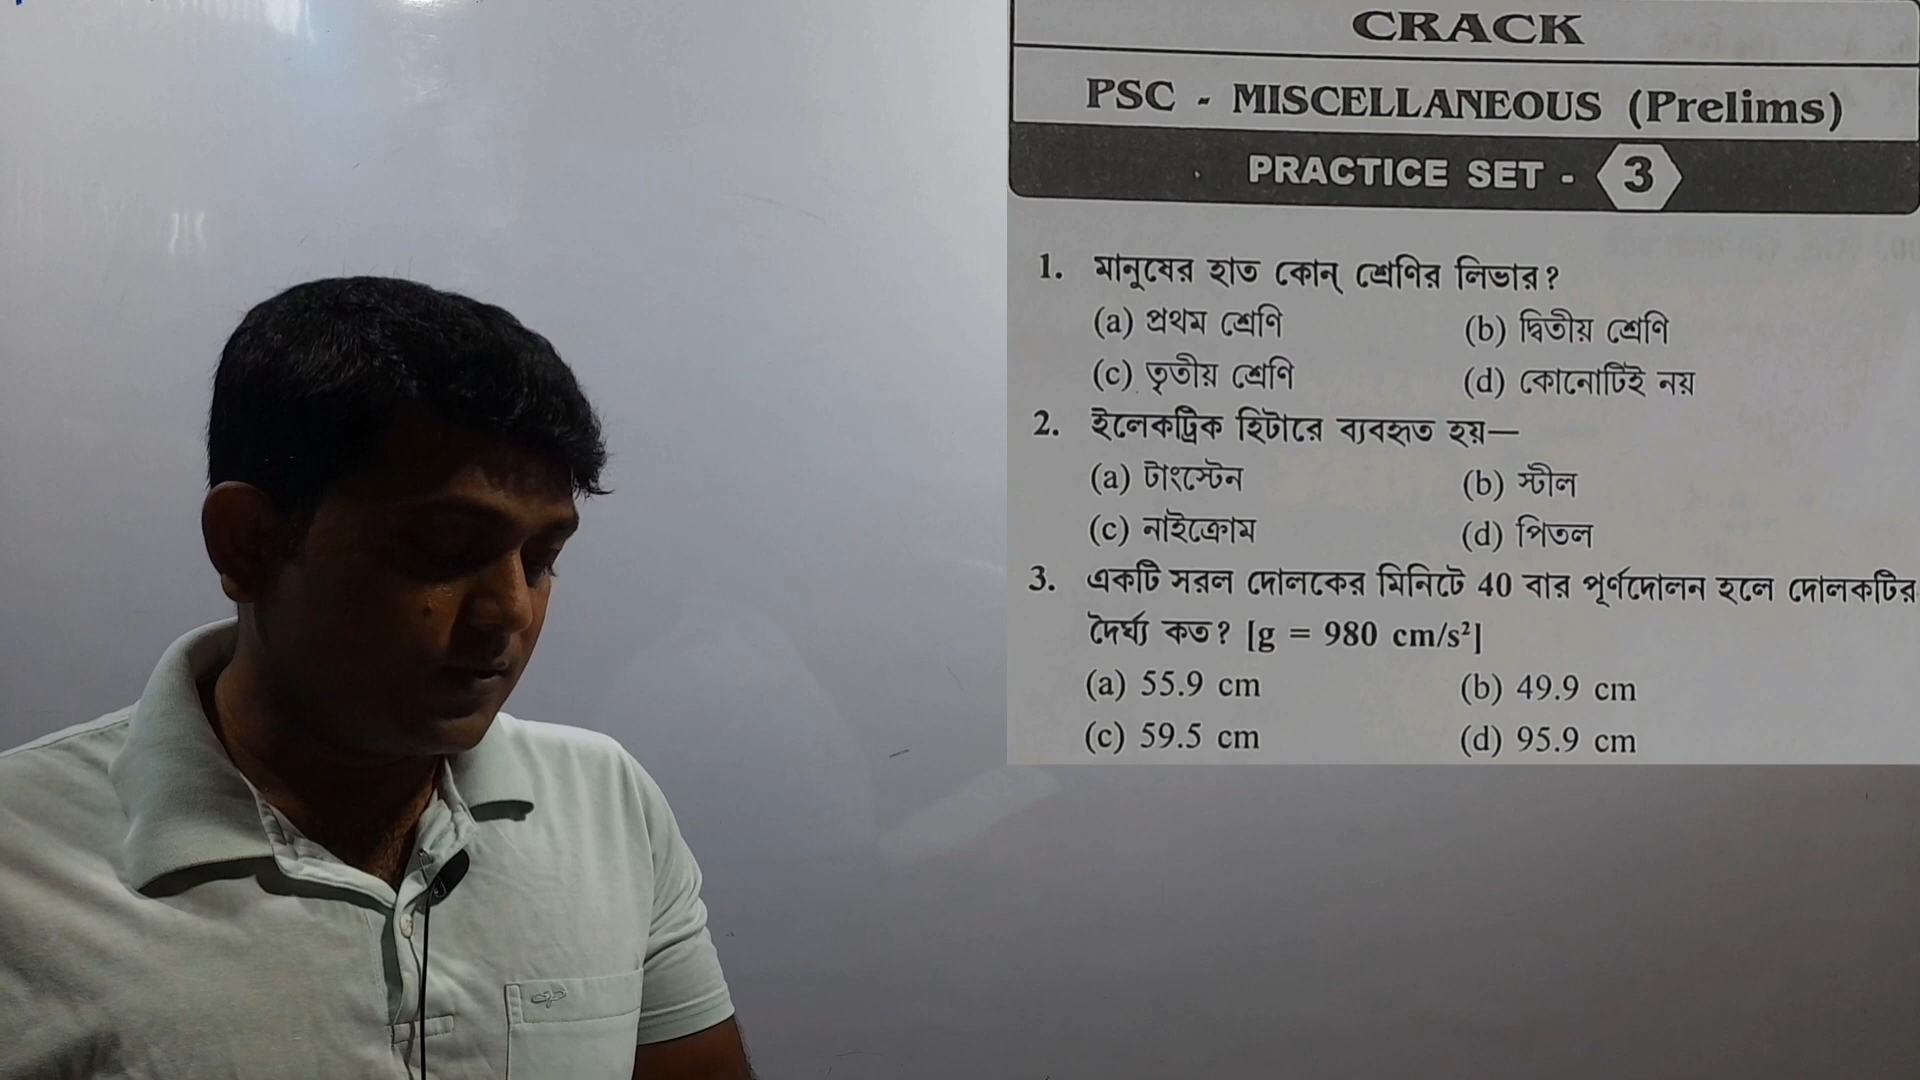 CRACK
PSC - MISCELLANEOUS (Prelims)
PRACTICE SET - 3
1. মানুষের হাত কোন্ শ্রেণির লিভার?
(a) প্রথম শ্রেণি (b) দ্বিতীয় শ্রেণি
(c) তৃতীয় শ্রেণি (d) কোনোটিই নয়
2. ইলেকট্রিক হিটারে ব্যবহৃত হয়—
(a) টাংস্টেন (b) স্টীল
(c) নাইক্রোম (d) পিতল
3. একটি সরল দোলকের মিনিটে 40 বার পূর্ণদোলন হলে দোলকটির
দৈর্ঘ্য কত? [g = 980 cm/s²]
(a) 55.9 cm (b) 49.9 cm
(c) 59.5 cm (d) 95.9 cm